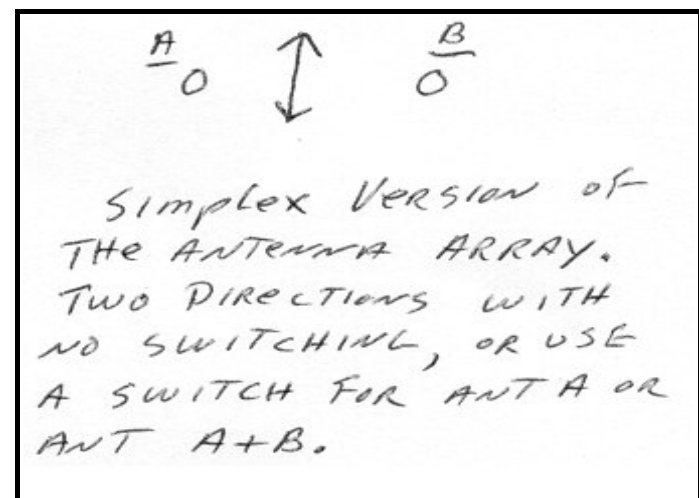 A B
O O
Simplex Version of
THE ANTENNA ARRAY.
TWO DIRECTIONS WITH
NO SWITCHING, OR USE
A SWITCH FOR ANT A OR
ANT A+B.